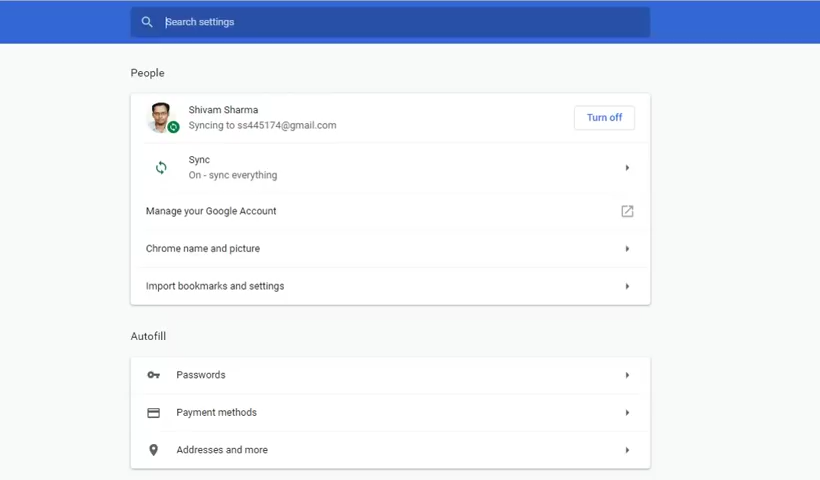 Search settings
People
Shivam Sharma
Syncing to ss445174@gmail.com
Turn off
Sync
On - sync everything
Manage your Google Account
Chrome name and picture
Import bookmarks and settings
Autofill
Passwords
Payment methods
Addresses and more